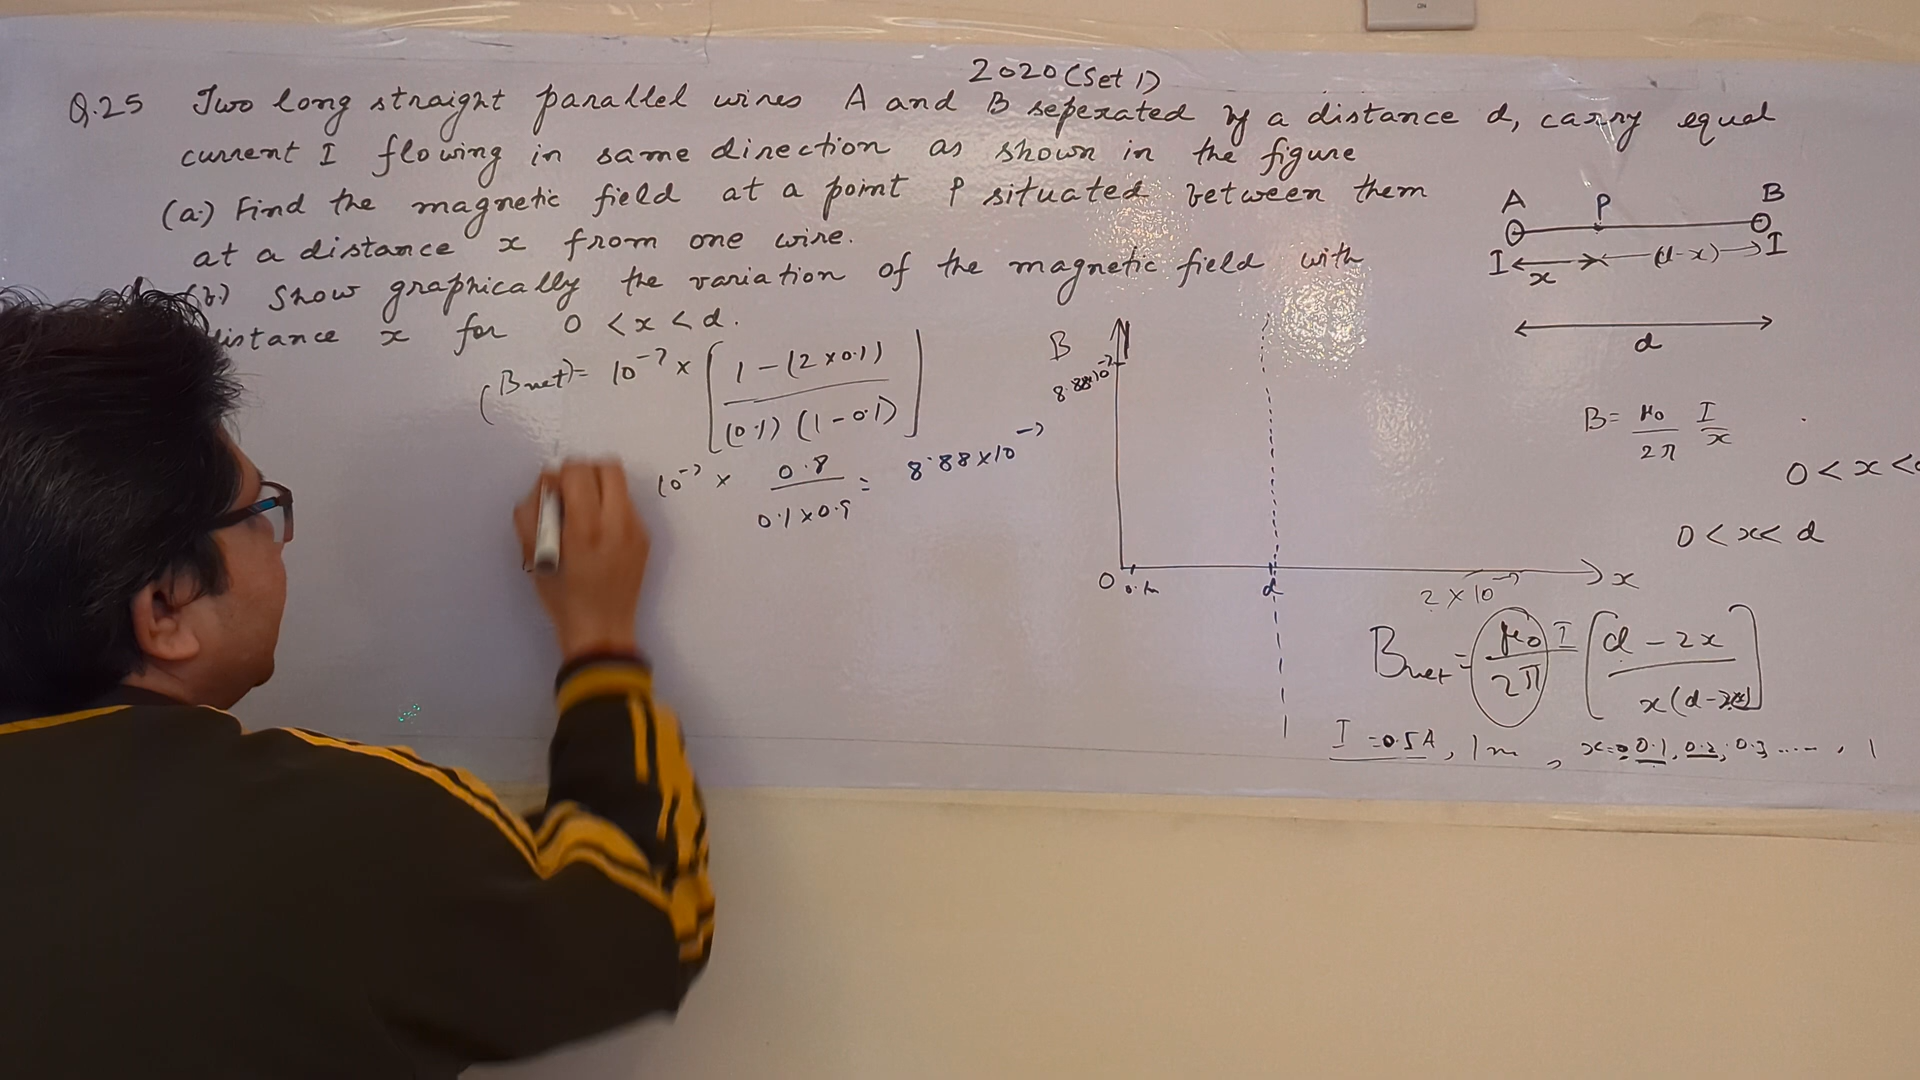 2020 (Set 1)
Q.25 Two long straight parallel wires A and B seperated by a distance d, carry equal
current I flowing in same direction as shown in the figure
(a.) Find the magnetic field at a point P situated between them
at a distance x from one wire.
(b.) Show graphically the variation of the magnetic field with
distance x for 0 < x < d.
A P B
I x (d-x) I
d
(Bnet) = 10⁻⁷ × [ 1 - (2 × 0.1) / (0.1) (1 - 0.1) ]
10⁻⁷ × 0.8 / 0.1 × 0.9 = 8.88 × 10⁻⁷
B
8.88×10⁻⁷
O 0.1m d x
B = μ₀ / 2π I / x
0 < x <
0 < x < d
2 × 10⁻⁷
Bnet = μ₀ I / 2π [ d - 2x / x(d - x) ]
I = 0.5A, 1m, x = 0.1, 0.2, 0.3 ....., 1